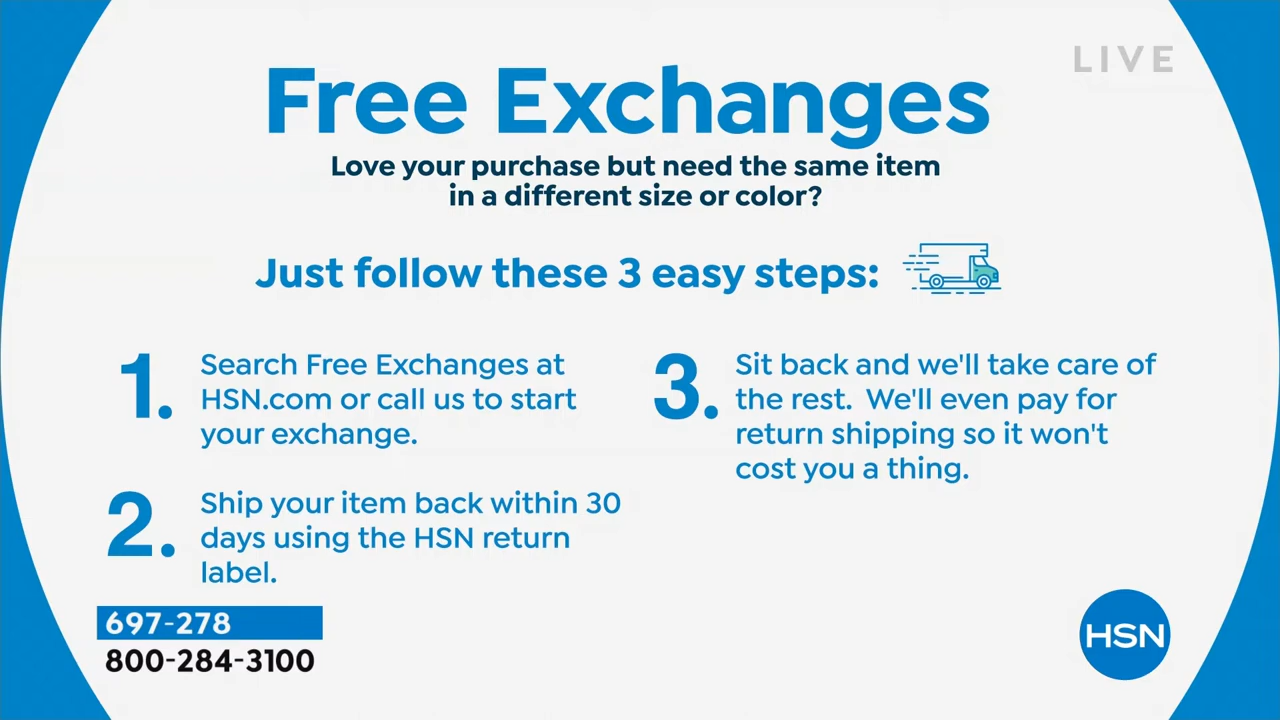 LIVE
Free Exchanges
Love your purchase but need the same item
in a different size or color?
Just follow these 3 easy steps:
1. Search Free Exchanges at
HSN.com or call us to start
your exchange.
2. Ship your item back within 30
days using the HSN return
label.
3. Sit back and we'll take care of
the rest.  We'll even pay for
return shipping so it won't
cost you a thing.
697-278
800-284-3100
HSN